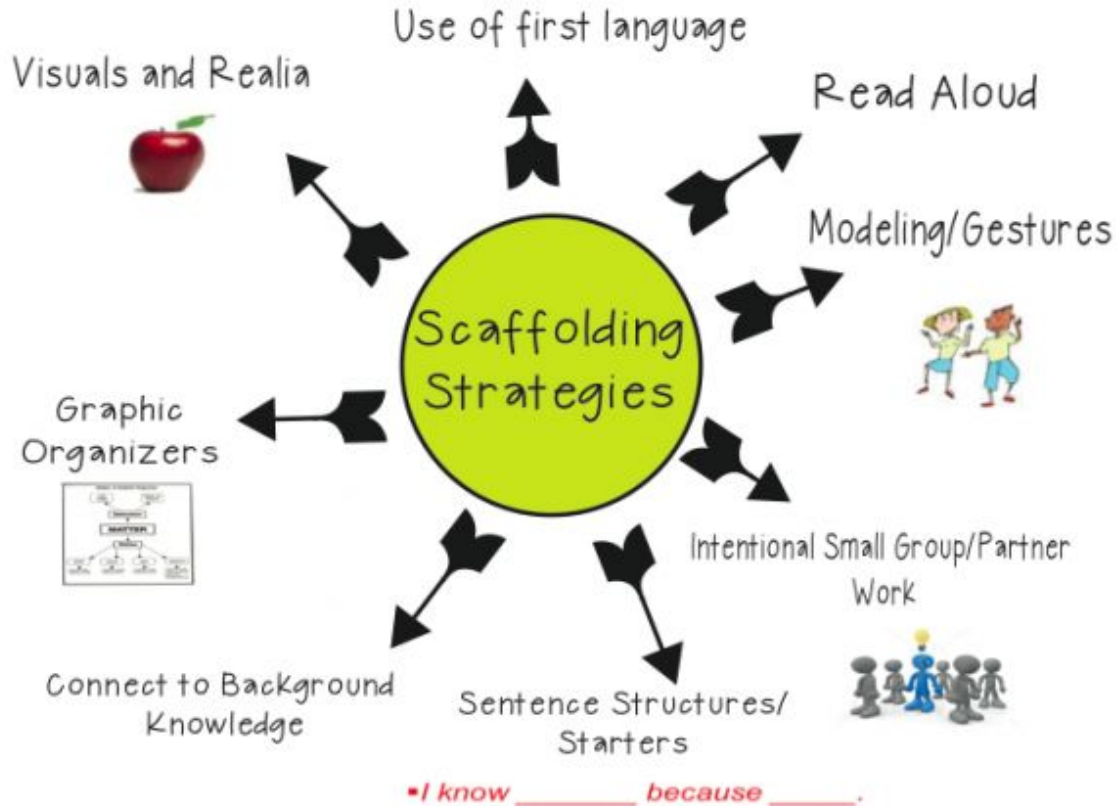 Use of first language
Visuals and Realia
Read Aloud
Modeling/Gestures
Scaffolding
Strategies
Graphic
Organizers
MATTER
Intentional Small Group/Partner
Work
Connect to Background
Knowledge
Sentence Structures/
Starters
▪I know _______ because _____.